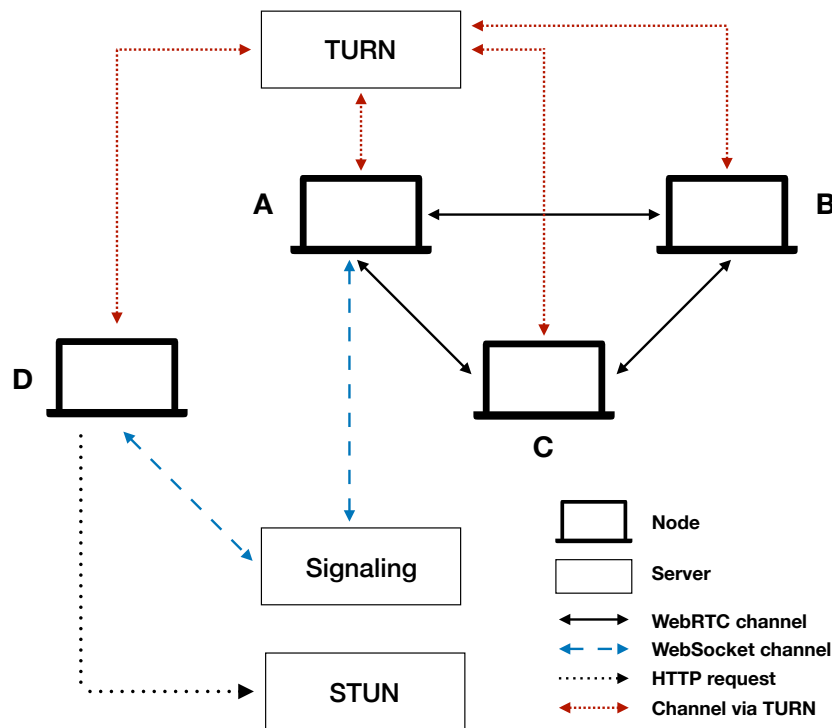 TURN
A
B
D
C
Signaling
STUN
Node
Server
WebRTC channel
WebSocket channel
HTTP request
Channel via TURN